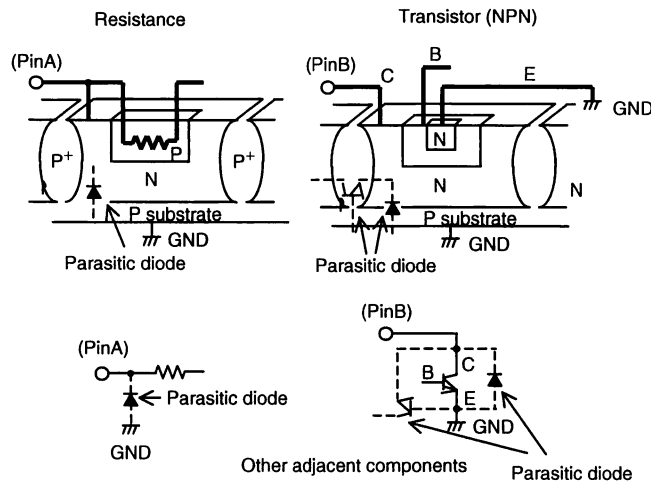 Resistance
Transistor (NPN)
(PinA)
(PinB)
C
B
E
GND
P+
P
N
P+
P substrate
GND
Parasitic diode
N
N
N
P substrate
GND
Parasitic diode
(PinA)
Parasitic diode
GND
(PinB)
C
B
E
GND
Other adjacent components
Parasitic diode